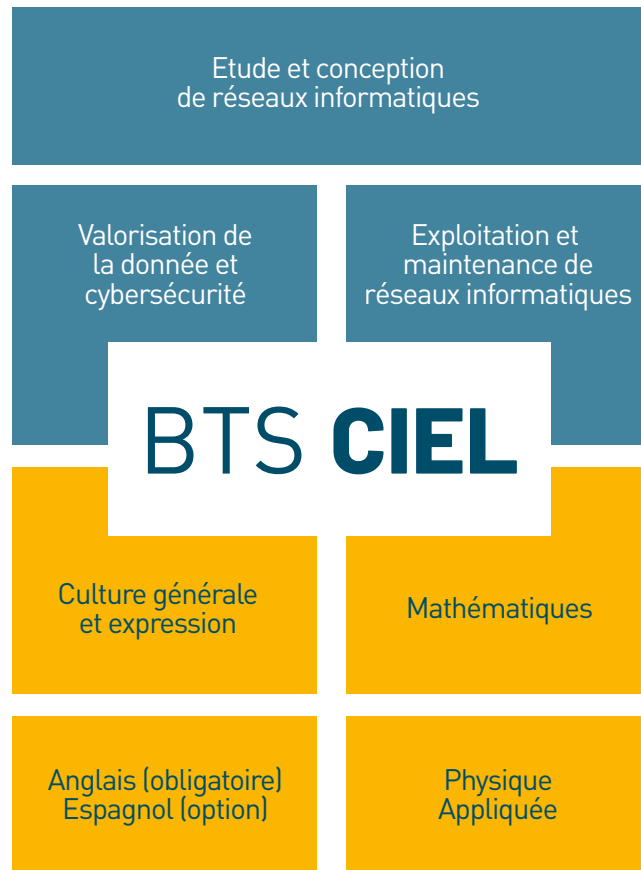 Etude et conception
de réseaux informatiques
Valorisation de
la donnée et
cybersécurité
Exploitation et
maintenance de
réseaux informatiques
BTS CIEL
Culture générale
et expression
Mathématiques
Anglais (obligatoire)
Espagnol (option)
Physique
Appliquée